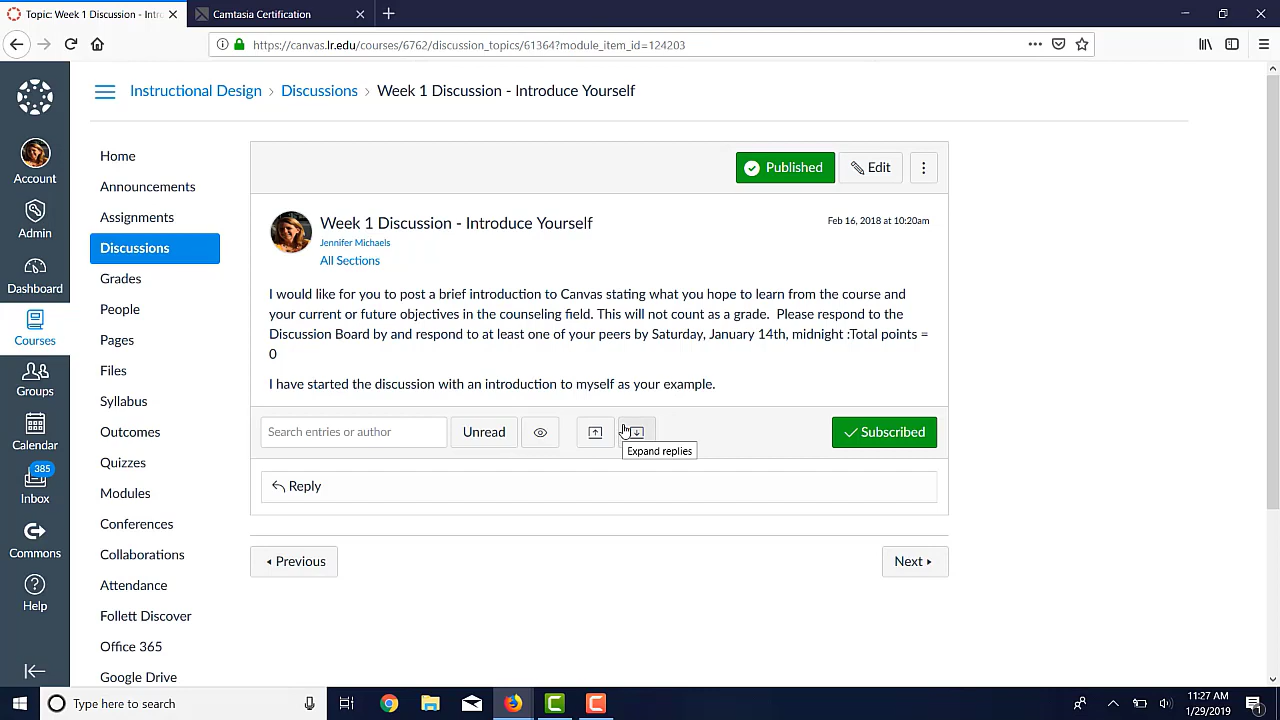 Topic: Week 1 Discussion - Intro
Camtasia Certification
https://canvas.lr.edu/courses/6762/discussion_topics/61364?module_item_id=124203
Instructional Design > Discussions > Week 1 Discussion - Introduce Yourself
Account
Admin
Dashboard
Courses
Groups
Calendar
385
Inbox
Commons
Help
Home
Announcements
Assignments
Discussions
Grades
People
Pages
Files
Syllabus
Outcomes
Quizzes
Modules
Conferences
Collaborations
Attendance
Follett Discover
Office 365
Google Drive
Published
Edit
Week 1 Discussion - Introduce Yourself
Feb 16, 2018 at 10:20am
Jennifer Michaels
All Sections
I would like for you to post a brief introduction to Canvas stating what you hope to learn from the course and
your current or future objectives in the counseling field. This will not count as a grade.  Please respond to the
Discussion Board by and respond to at least one of your peers by Saturday, January 14th, midnight :Total points =
0
I have started the discussion with an introduction to myself as your example.
Search entries or author
Unread
Subscribed
Expand replies
Reply
Previous
Next
Type here to search
11:27 AM
1/29/2019
1